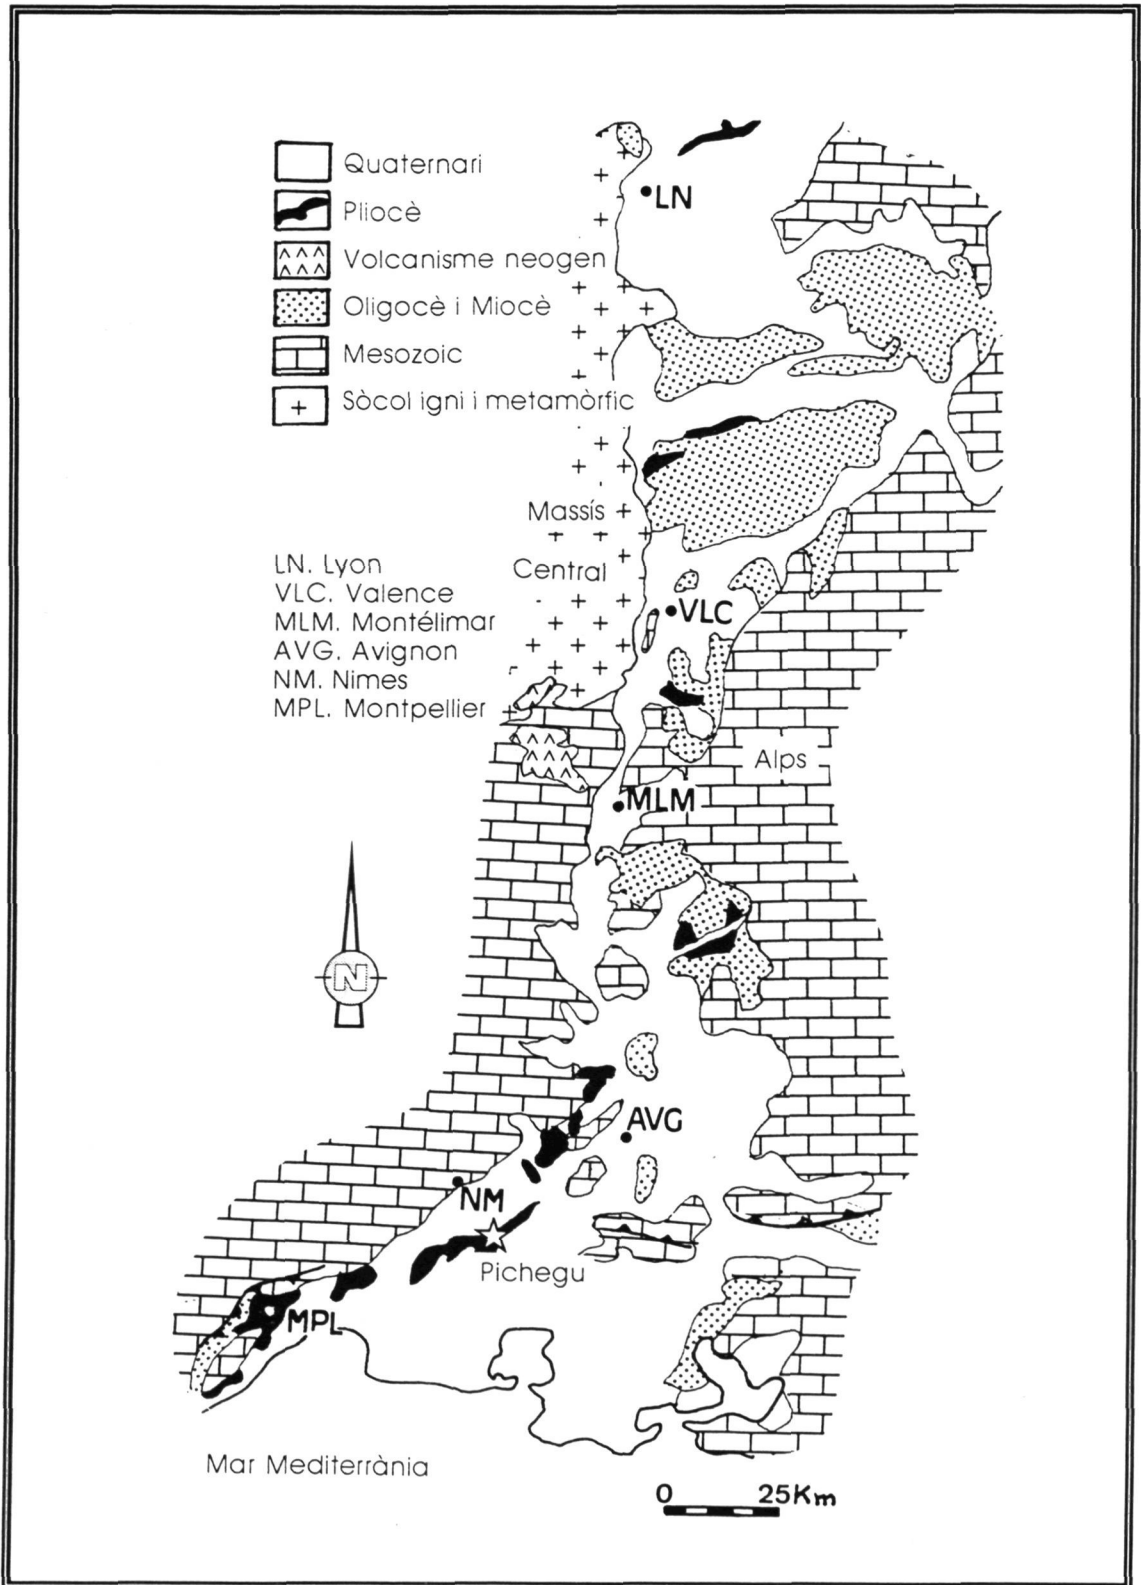 Quaternari
Pliocè
Volcanisme neogen
Oligocè i Miocè
Mesozoic
Sòcol igni i metamòrfic
LN
Massís
Central
LN. Lyon
VLC. Valence
MLM. Montélimar
AVG. Avignon
NM. Nimes
MPL. Montpellier
VLC
Alps
MLM
N
AVG
NM
Pichegu
MPL
Mar Mediterrània
0 25Km